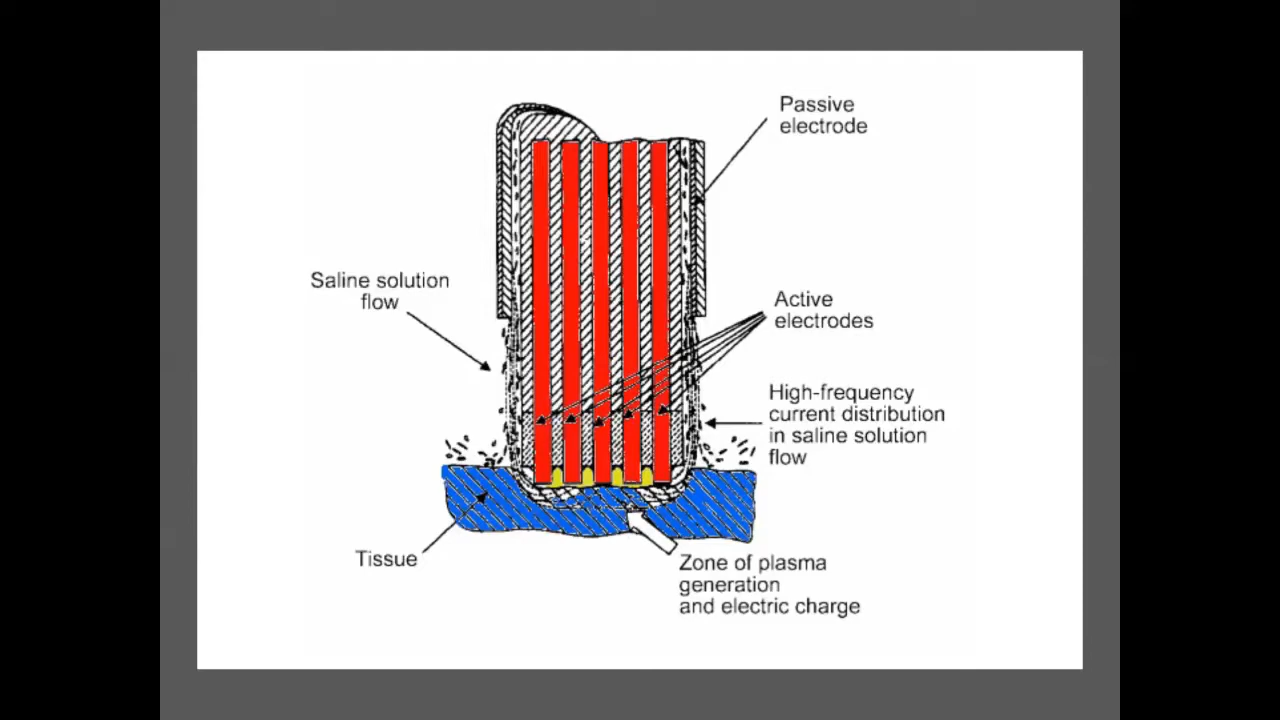 Passive
electrode
Saline solution
flow
Active
electrodes
High-frequency
current distribution
in saline solution
flow
Tissue
Zone of plasma
generation
and electric charge